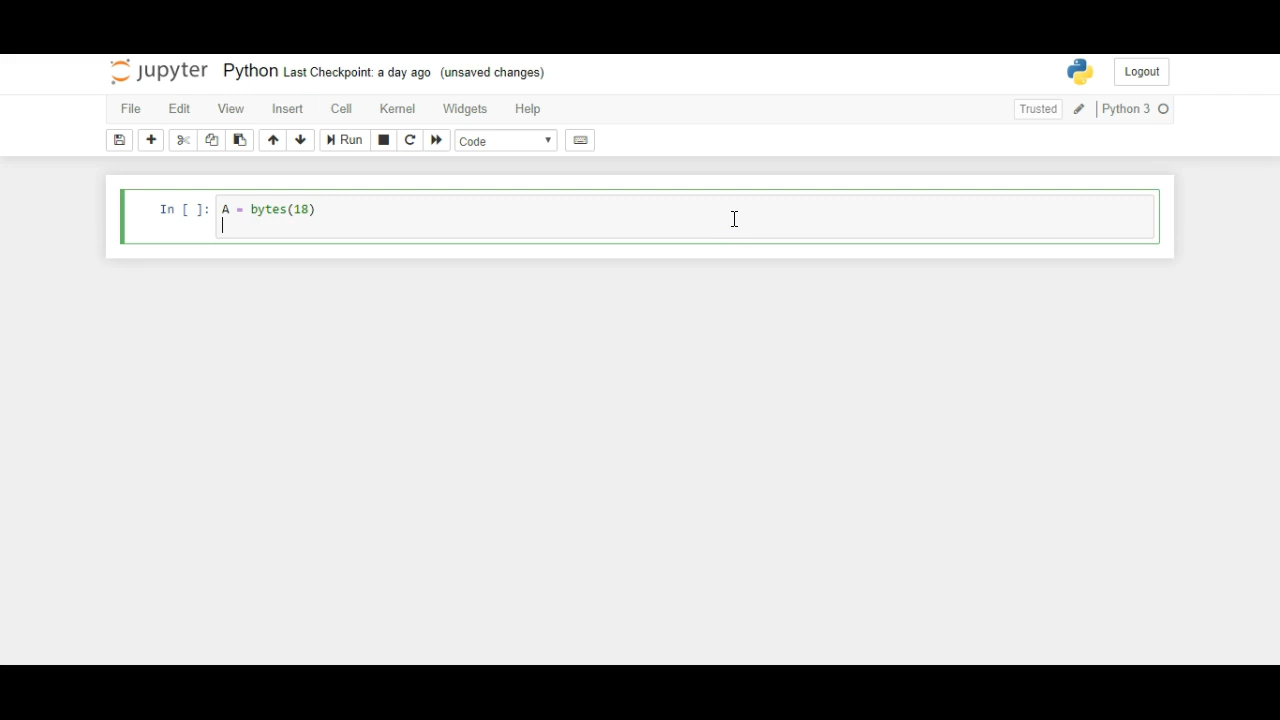 jupyter Python Last Checkpoint: a day ago (unsaved changes) Logout
File Edit View Insert Cell Kernel Widgets Help Trusted Python 3
Run Code
In [ ]: A = bytes(18)